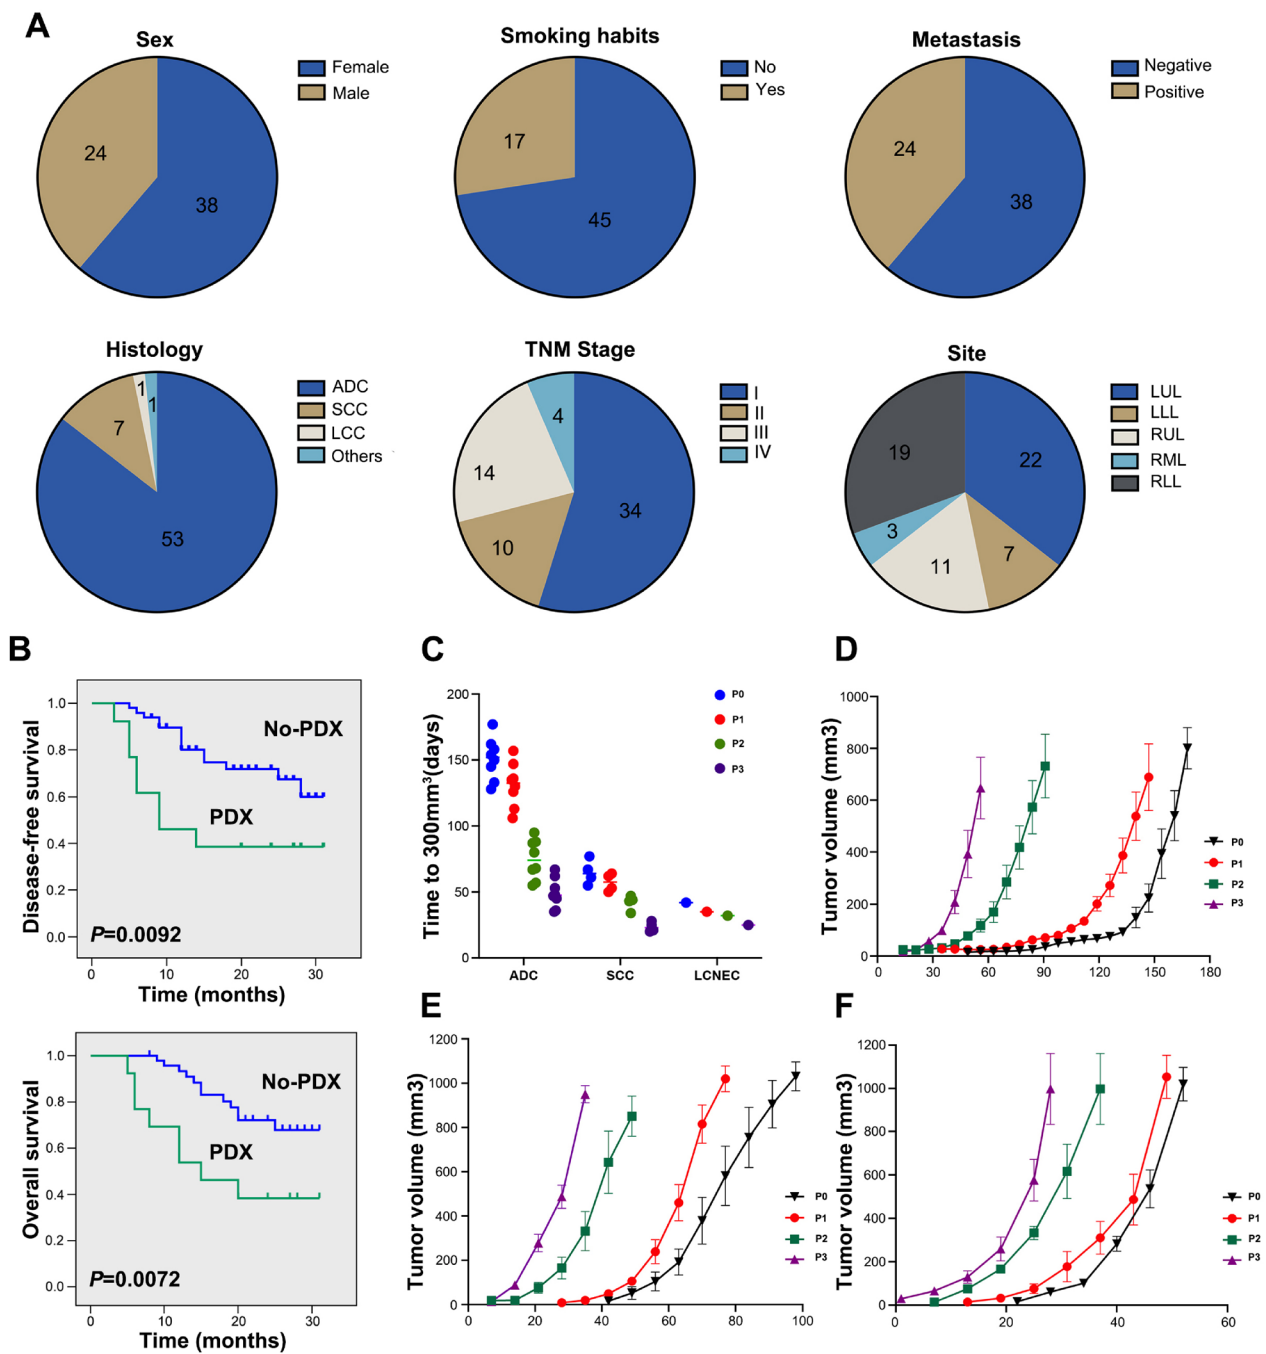 A
Sex
Female
Male
24
38
Smoking habits
No
Yes
17
45
Metastasis
Negative
Positive
24
38
Histology
ADC
SCC
LCC
Others
1
1
7
53
TNM Stage
I
II
III
IV
4
14
34
10
Site
LUL
LLL
RUL
RML
RLL
19
22
3
7
11
B
Disease-free survival
1.0
0.8
0.6
0.4
0.2
0.0
No-PDX
PDX
P=0.0092
0 10 20 30
Time (months)
Overall survival
1.0
0.8
0.6
0.4
0.2
0.0
No-PDX
PDX
P=0.0072
0 10 20 30
Time (months)
C
Time to 300mm³(days)
200
150
100
50
0
P0
P1
P2
P3
ADC SCC LCNEC
D
Tumor volume (mm3)
1000
800
600
400
200
0
P0
P1
P2
P3
0 30 60 90 120 150 180
E
Tumor volume (mm3)
1200
1000
800
600
400
200
0
P0
P1
P2
P3
0 20 40 60 80 100
F
Tumor volume (mm3)
1200
1000
800
600
400
200
0
P0
P1
P2
P3
0 20 40 60